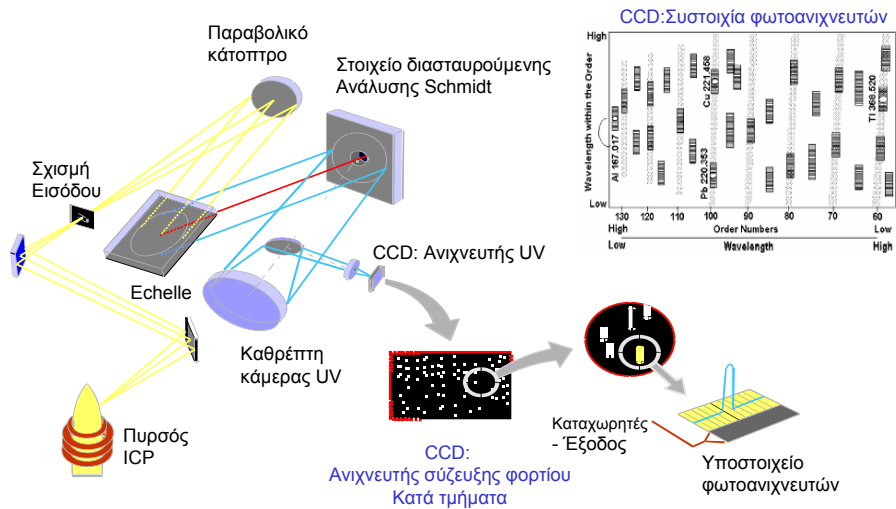 CCD:Συστοιχία φωτοανιχνευτών
Παραβολικό
κάτοπτρο
Στοιχείο διασταυρούμενης
Ανάλυσης Schmidt
Σχισμή
Εισόδου
Echelle
CCD: Ανιχνευτής UV
Καθρέπτη
κάμερας UV
Πυρσός
ICP
CCD:
Ανιχνευτής σύζευξης φορτίου
Κατά τμήματα
Καταχωρητές
- Έξοδος
Υποστοιχείο
φωτοανιχνευτών
High
Wavelength within the Order
Low
Al 167.017
Pb 220.353
Cu 221.458
Tl 368.520
130 120 110 100 90 80 70 60
High Order Numbers Low
Low Wavelength High